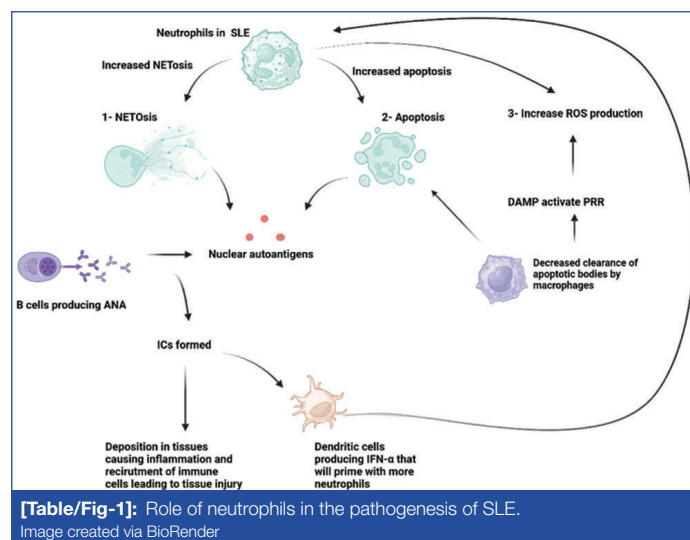 Neutrophils in SLE
Increased NETosis
Increased apoptosis
1- NETOsis
2- Apoptosis
3- Increase ROS production
DAMP activate PRR
Nuclear autoantigens
Decreased clearance of
apoptotic bodies by
macrophages
B cells producing ANA
ICs formed
Deposition in tissues
causing inflammation and
recirutment of immune
cells leading to tissue injury
Dendritic cells
producing IFN-α that
will prime with more
neutrophils
[Table/Fig-1]: Role of neutrophils in the pathogenesis of SLE.
Image created via BioRender